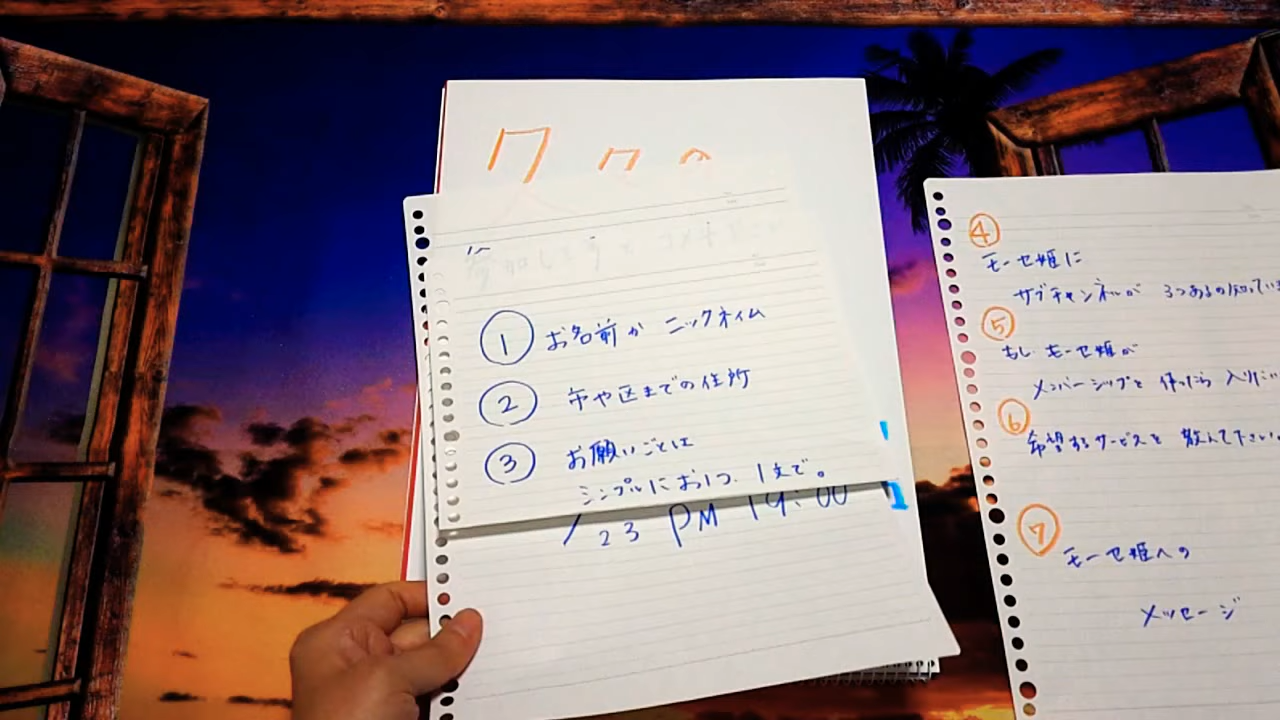 ① お名前か ニックネイム
② 市や区までの住所
③ お願いごとは
シンプルにお1つ、1文で。
23 PM 19:00
④
モーセ姫に
サブチャンネルが 3つあるの知ってい
⑤
もし モーセ姫が
メンバーシップを 作ったら 入りたい
⑥
希望するサービスを 教えて下さい
⑦
モーセ姫への
メッセージ